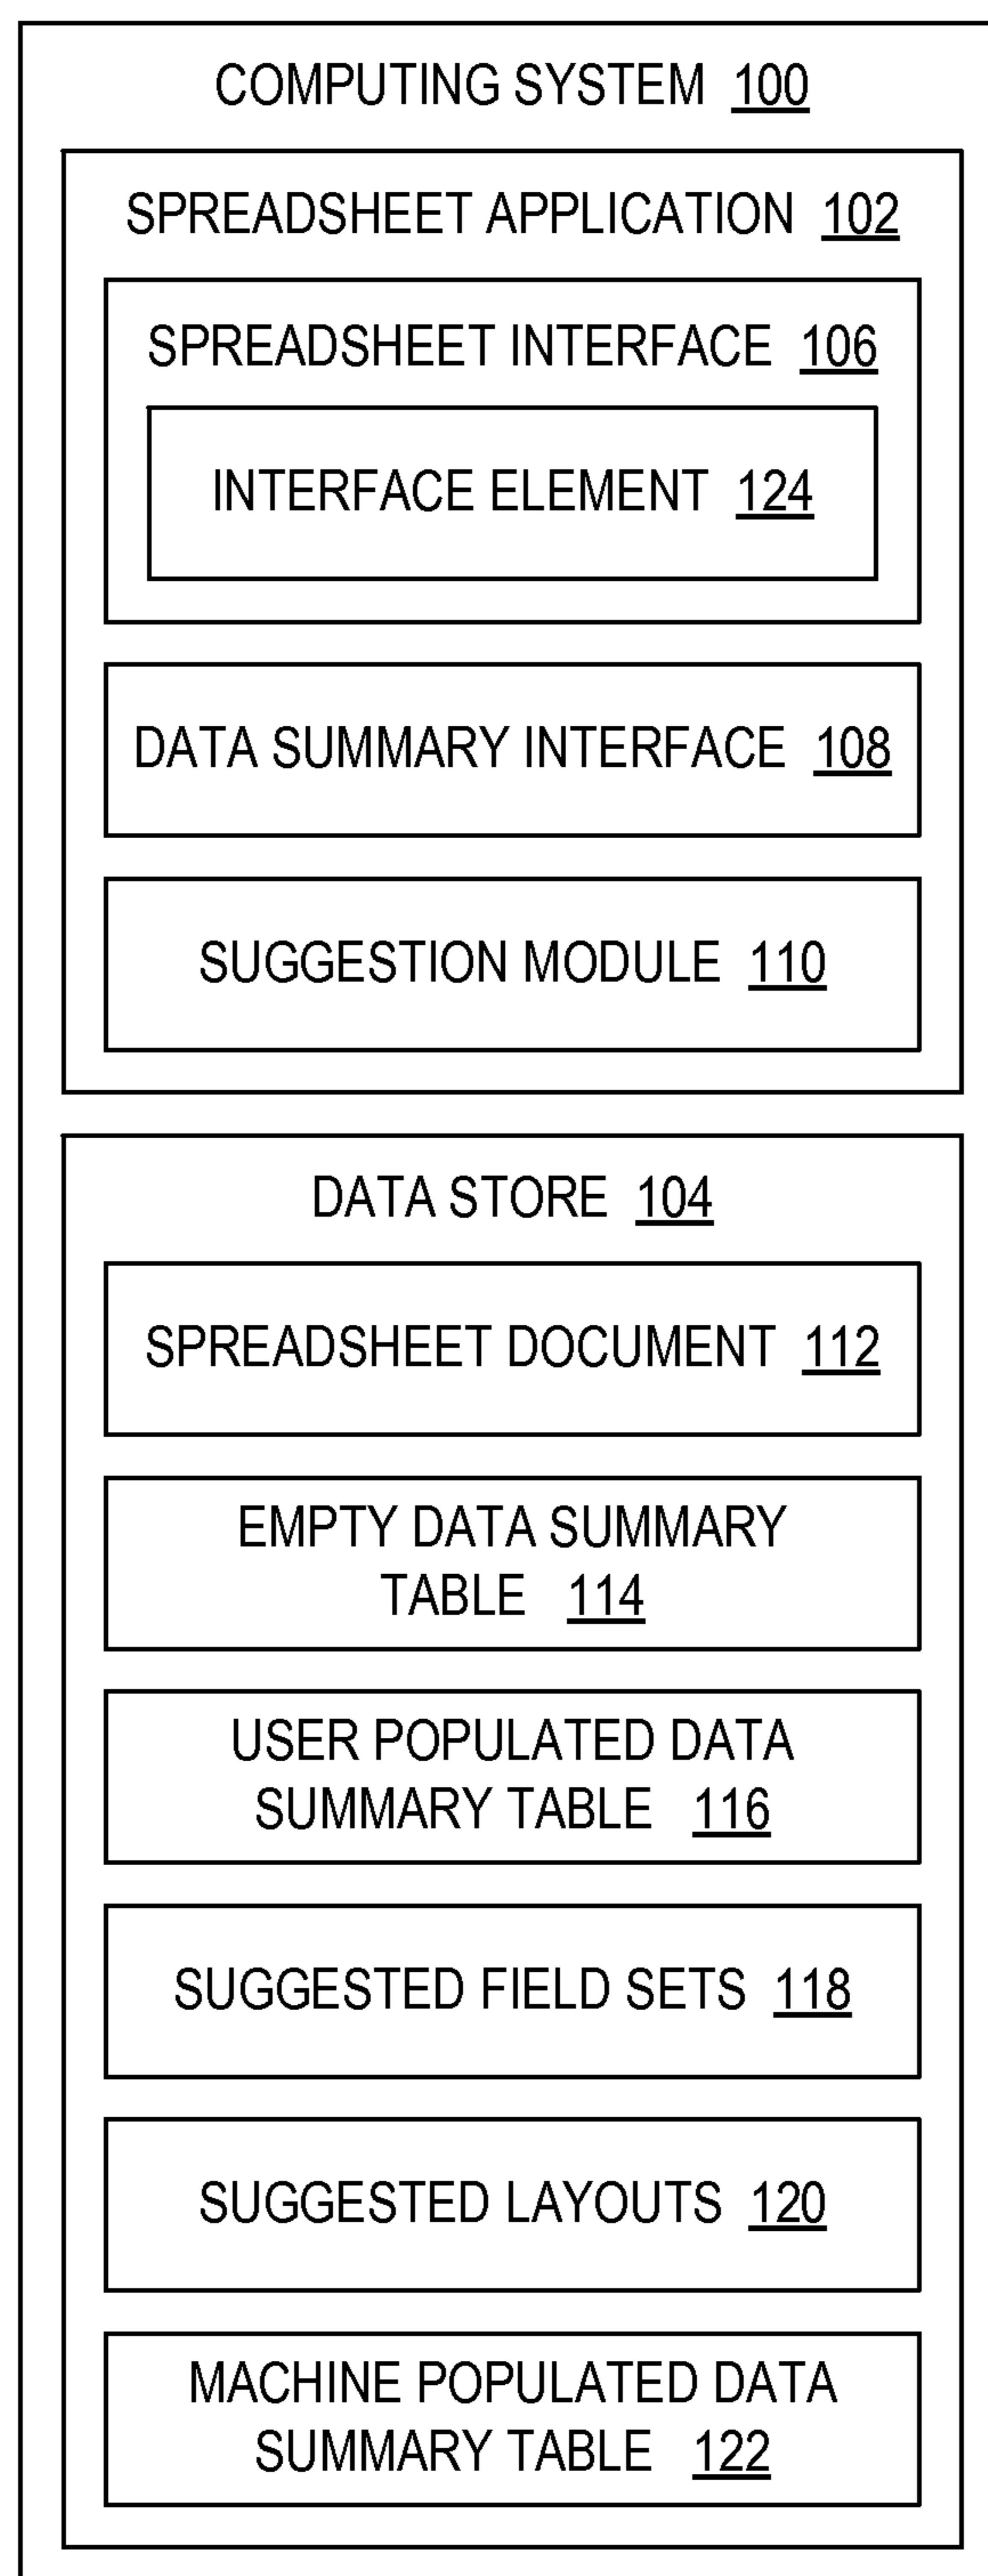 COMPUTING SYSTEM 100
SPREADSHEET APPLICATION 102
SPREADSHEET INTERFACE 106
INTERFACE ELEMENT 124
DATA SUMMARY INTERFACE 108
SUGGESTION MODULE 110
DATA STORE 104
SPREADSHEET DOCUMENT 112
EMPTY DATA SUMMARY
TABLE 114
USER POPULATED DATA
SUMMARY TABLE 116
SUGGESTED FIELD SETS 118
SUGGESTED LAYOUTS 120
MACHINE POPULATED DATA
SUMMARY TABLE 122